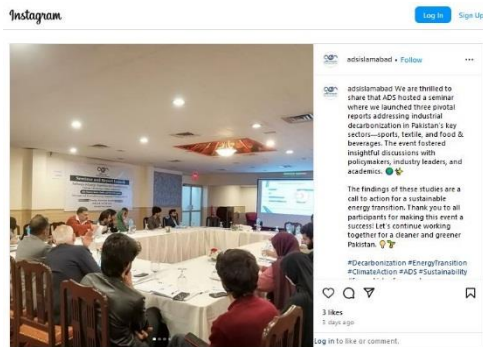 Instagram
Log In
Sign Up
adsislamabad • Follow
adsislamabad We are thrilled to
share that ADS hosted a seminar
where we launched three pivotal
reports addressing industrial
decarbonization in Pakistan's key
sectors—sports, textile, and food &
beverages. The event fostered
insightful discussions with
policymakers, industry leaders, and
academics.
The findings of these studies are a
call to action for a sustainable
energy transition. Thank you to all
participants for making this event a
success! Let's continue working
together for a cleaner and greener
Pakistan.
#Decarbonization #EnergyTransition
#ClimateAction #ADS #Sustainability
3 likes
5 days ago
Log in to like or comment.